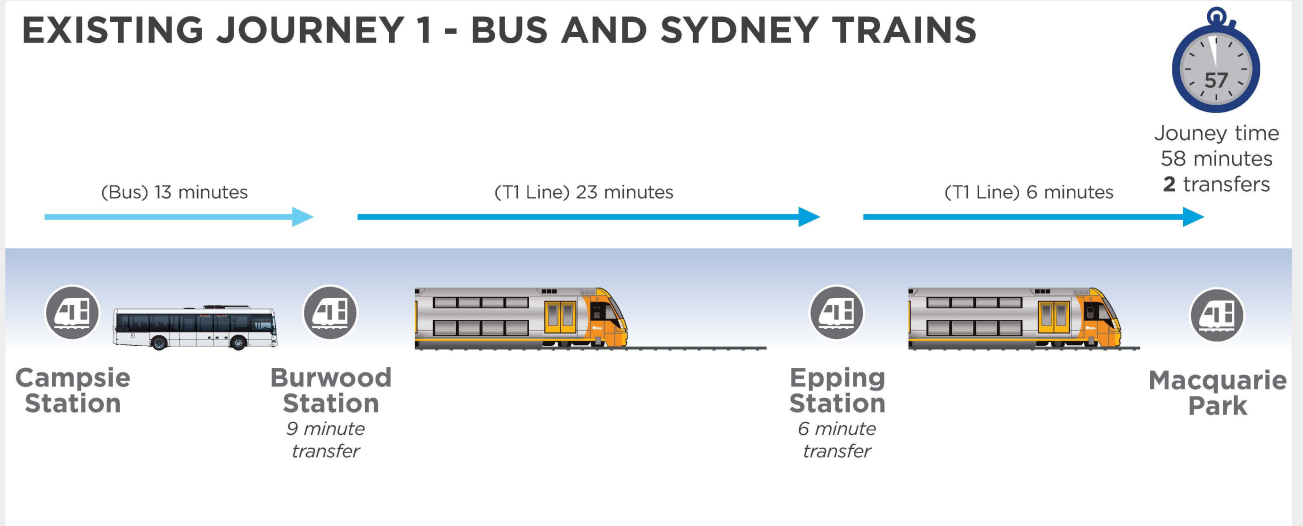 EXISTING JOURNEY 1 - BUS AND SYDNEY TRAINS
57
Jouney time
58 minutes
2 transfers
(Bus) 13 minutes
(T1 Line) 23 minutes
(T1 Line) 6 minutes
Campsie
Station
Burwood
Station
9 minute
transfer
Epping
Station
6 minute
transfer
Macquarie
Park